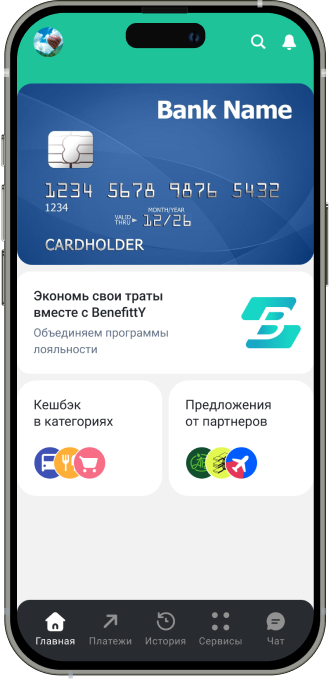 Bank Name
1234 5678 9876 5432
1234
MONTH/YEAR
VALID
THRU
12/26
CARDHOLDER
Экономь свои траты
вместе с BenefittY
Объединяем программы
лояльности
B
Кешбэк
в категориях
Предложения
от партнеров
Главная
Платежи
История
Сервисы
Чат